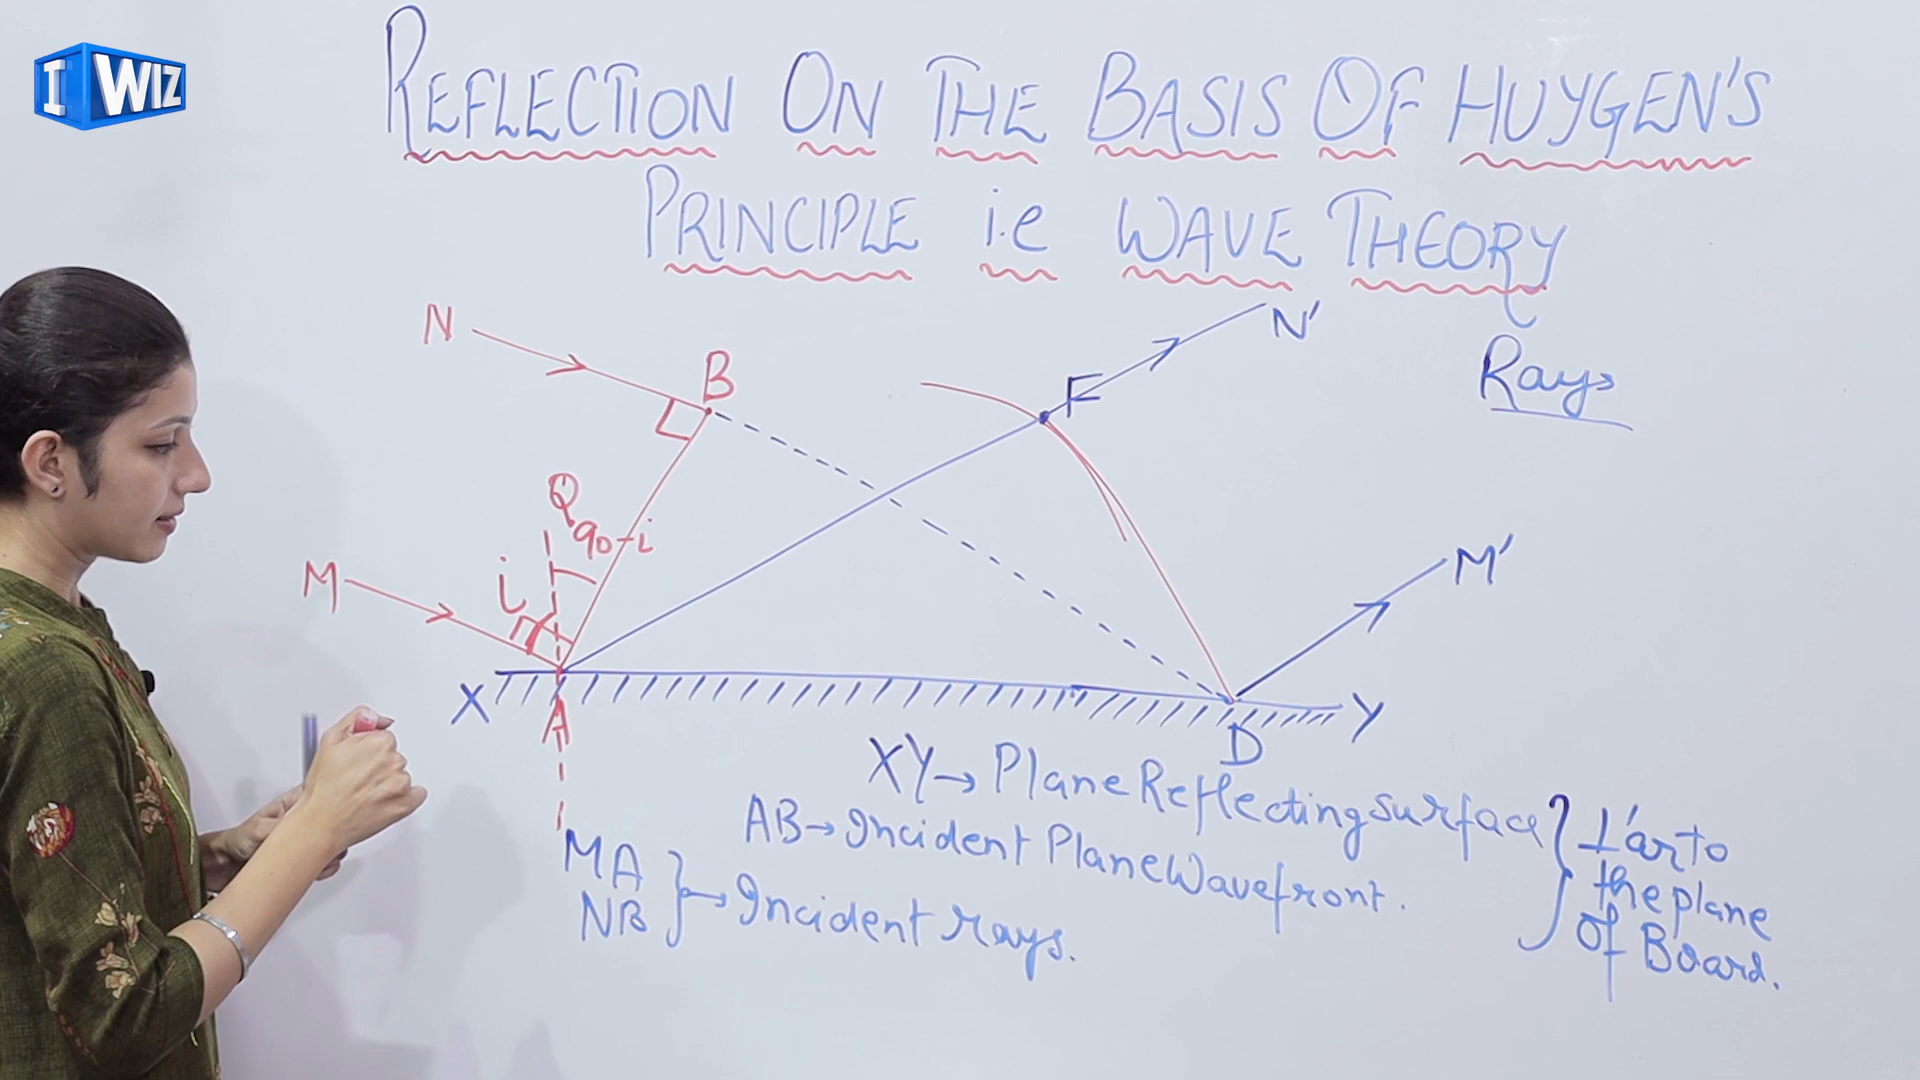 I WIZ
REFLECTION ON THE BASIS OF HUYGEN'S
PRINCIPLE i.e WAVE THEORY
Rays
N
B
F
N'
Q
90-i
i
M
M'
X
A
D
Y
XY→Plane Reflecting surface
AB→Incident Plane Wavefront.
MA
NB
→Incident rays.
⊥'ar to
the plane
of Board.